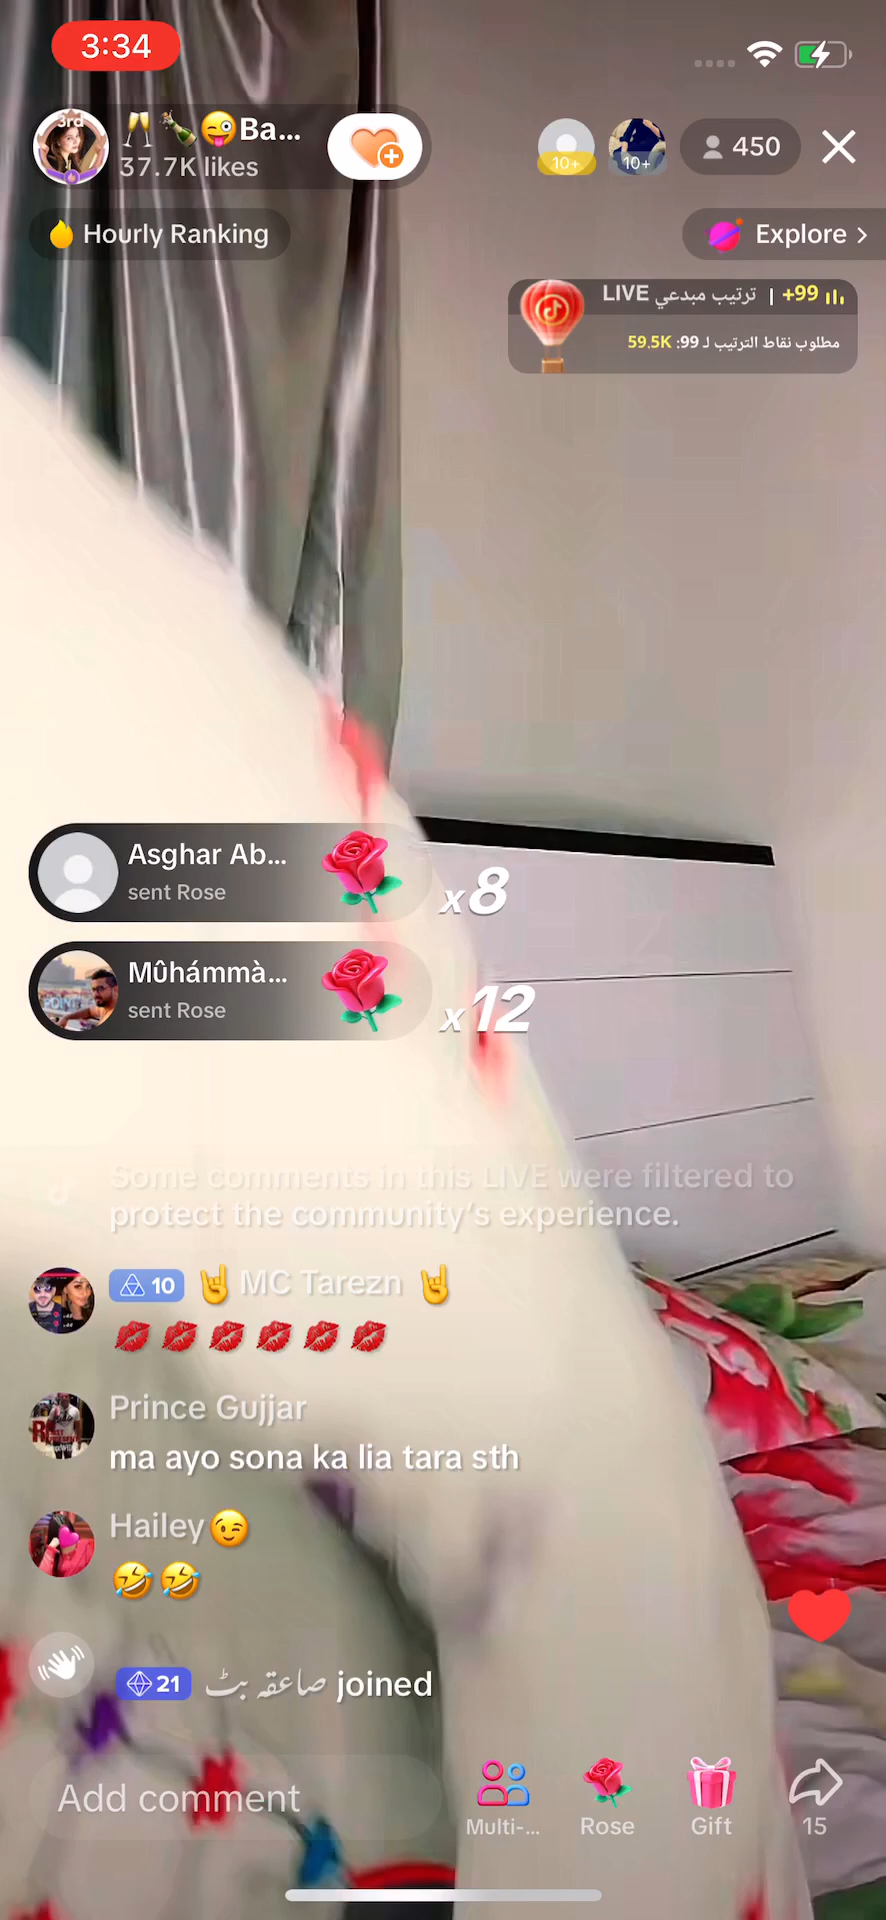 3:34
3rd
🥂🍾😜Ba...
37.7K likes
10+
10+
450
Hourly Ranking
Explore >
ترتيب مبدعي LIVE | +99
مطلوب نقاط الترتيب لـ 99: 59.5K
Asghar Ab...
sent Rose
x8
Mûhámmà...
sent Rose
x12
Some comments in this LIVE were filtered to
protect the community's experience.
10 🤘 MC Tarezn 🤘
💋💋💋💋💋💋
Prince Gujjar
ma ayo sona ka lia tara sth
Hailey😉
🤣🤣
21 صاعقہ بٹ joined
Add comment
Multi-...
Rose
Gift
15